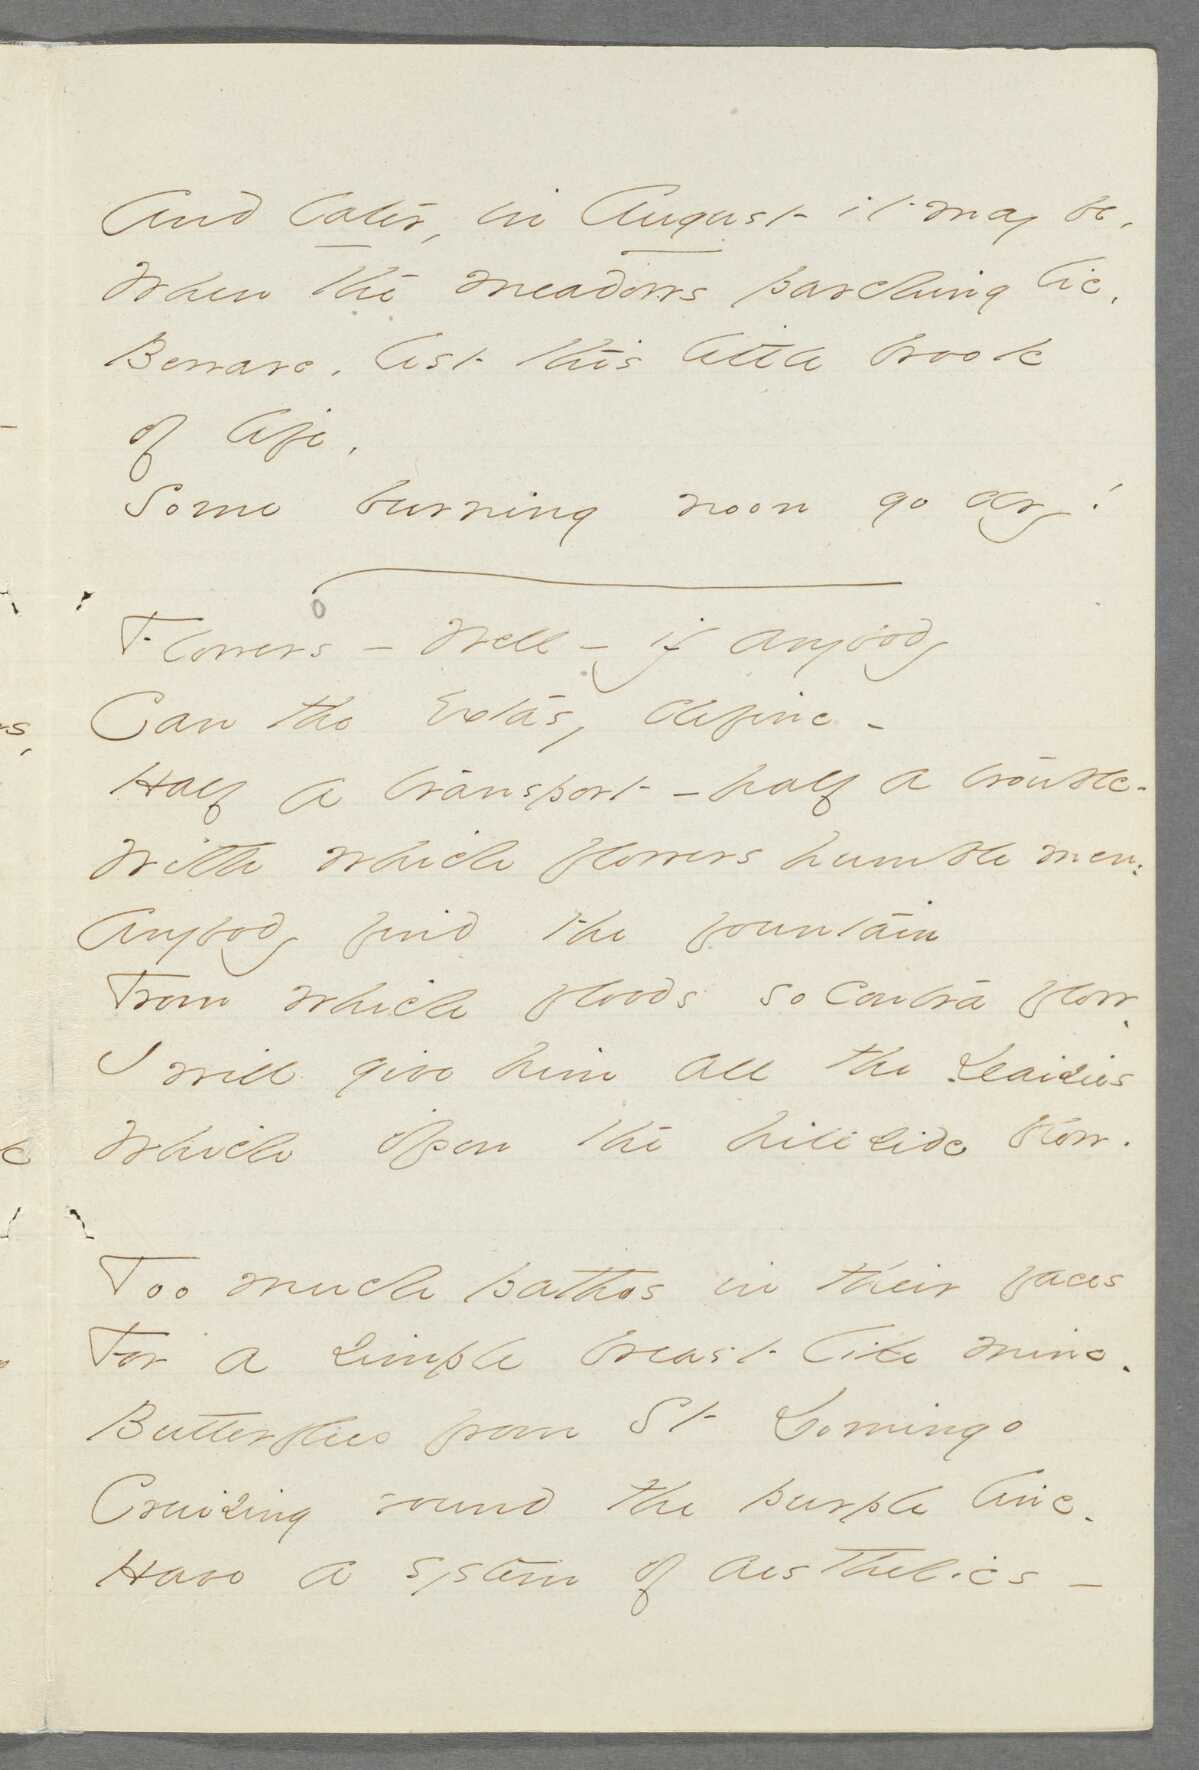 And later, in August it may be,
When the meadows parching lie,
Beware, lest this little brook
of life,
Some burning noon go dry!
Flowers - Well - if anybody
Can the extasy define -
Half a transport - half a trouble -
With which flowers humble men:
Anybody find the fountain
From which floods so contra flow,
I will give him all the Daisies
Which opon the hillside blow.
Too much pathos in their faces
For a simple breast like mine.
Butterflies from St Domingo
Cruising round the purple line,
Have a system of aesthetics -